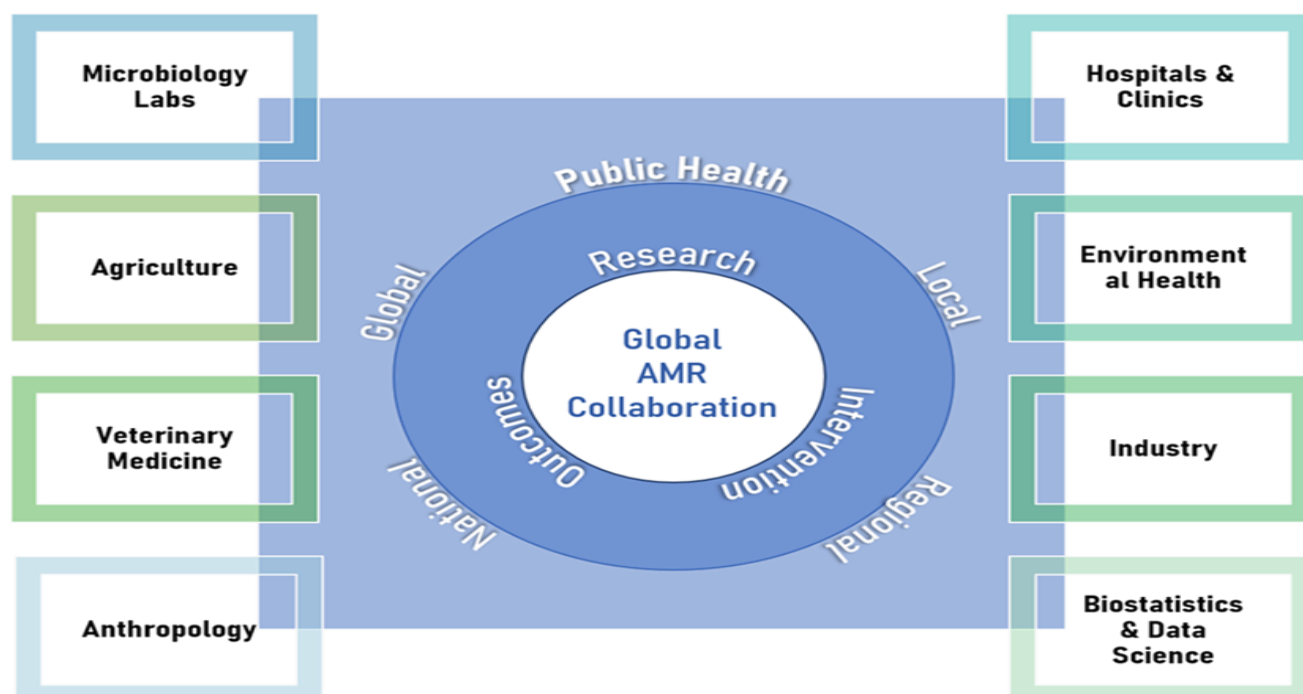 Microbiology
Labs
Agriculture
Veterinary
Medicine
Anthropology
Public Health
Global
Local
National
Regional
Research
Outcomes
Intervention
Global
AMR
Collaboration
Hospitals &
Clinics
Environment
al Health
Industry
Biostatistics
& Data
Science